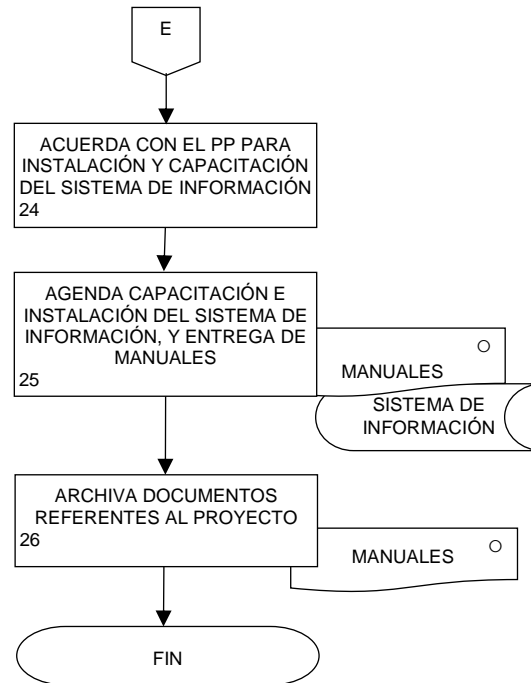 E
ACUERDA CON EL PP PARA
INSTALACIÓN Y CAPACITACIÓN
DEL SISTEMA DE INFORMACIÓN
24
AGENDA CAPACITACIÓN E
INSTALACIÓN DEL SISTEMA DE
INFORMACIÓN, Y ENTREGA DE
MANUALES
25
O
MANUALES
SISTEMA DE
INFORMACIÓN
ARCHIVA DOCUMENTOS
REFERENTES AL PROYECTO
26
O
MANUALES
FIN